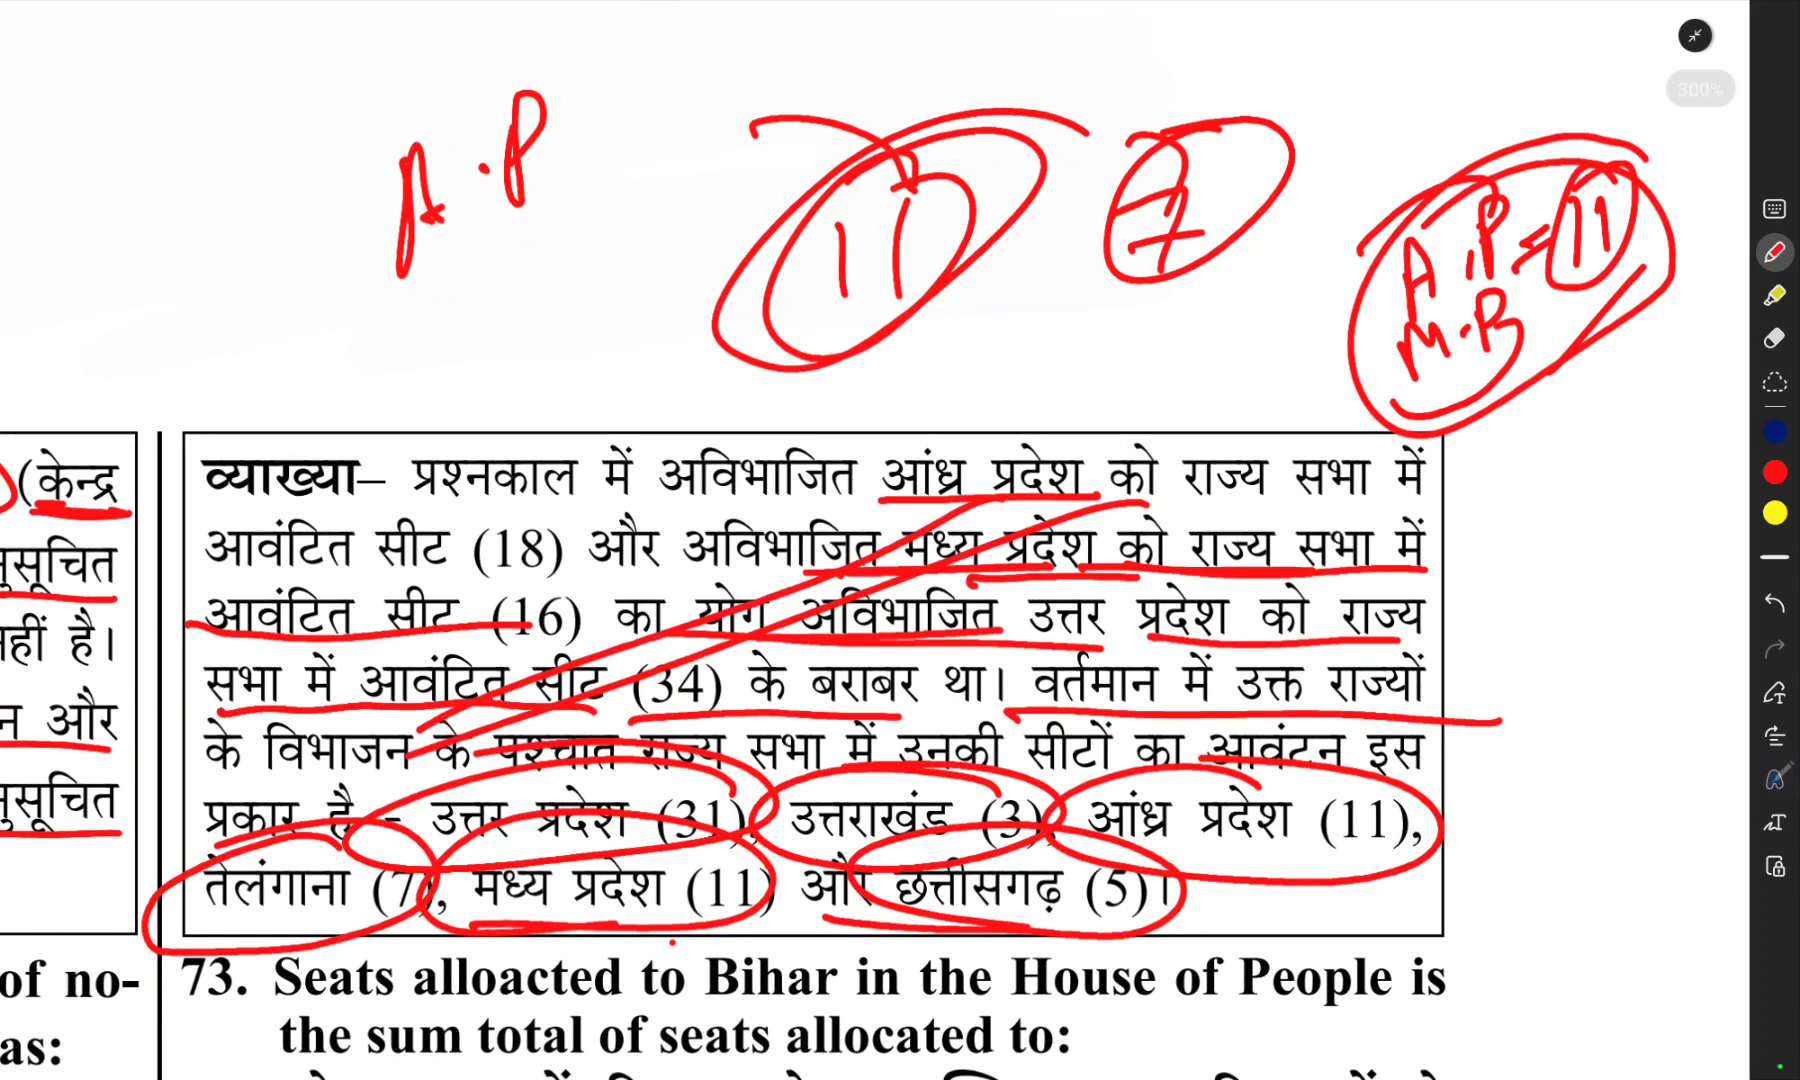 300%
A.P
11
7
A.P=11
M.P
(केन्द्र
नुसूचित
नहीं है।
न और
नुसूचित
of no-
as:
व्याख्या– प्रश्नकाल में अविभाजित आंध्र प्रदेश को राज्य सभा में
आवंटित सीट (18) और अविभाजित मध्य प्रदेश को राज्य सभा में
आवंटित सीट (16) का योग अविभाजित उत्तर प्रदेश को राज्य
सभा में आवंटित सीट (34) के बराबर था। वर्तमान में उक्त राज्यों
के विभाजन के पश्चात राज्य सभा में उनकी सीटों का आवंटन इस
प्रकार है – उत्तर प्रदेश (31), उत्तराखंड (3), आंध्र प्रदेश (11),
तेलंगाना (7), मध्य प्रदेश (11) और छत्तीसगढ़ (5)।
73. Seats alloacted to Bihar in the House of People is
the sum total of seats allocated to: